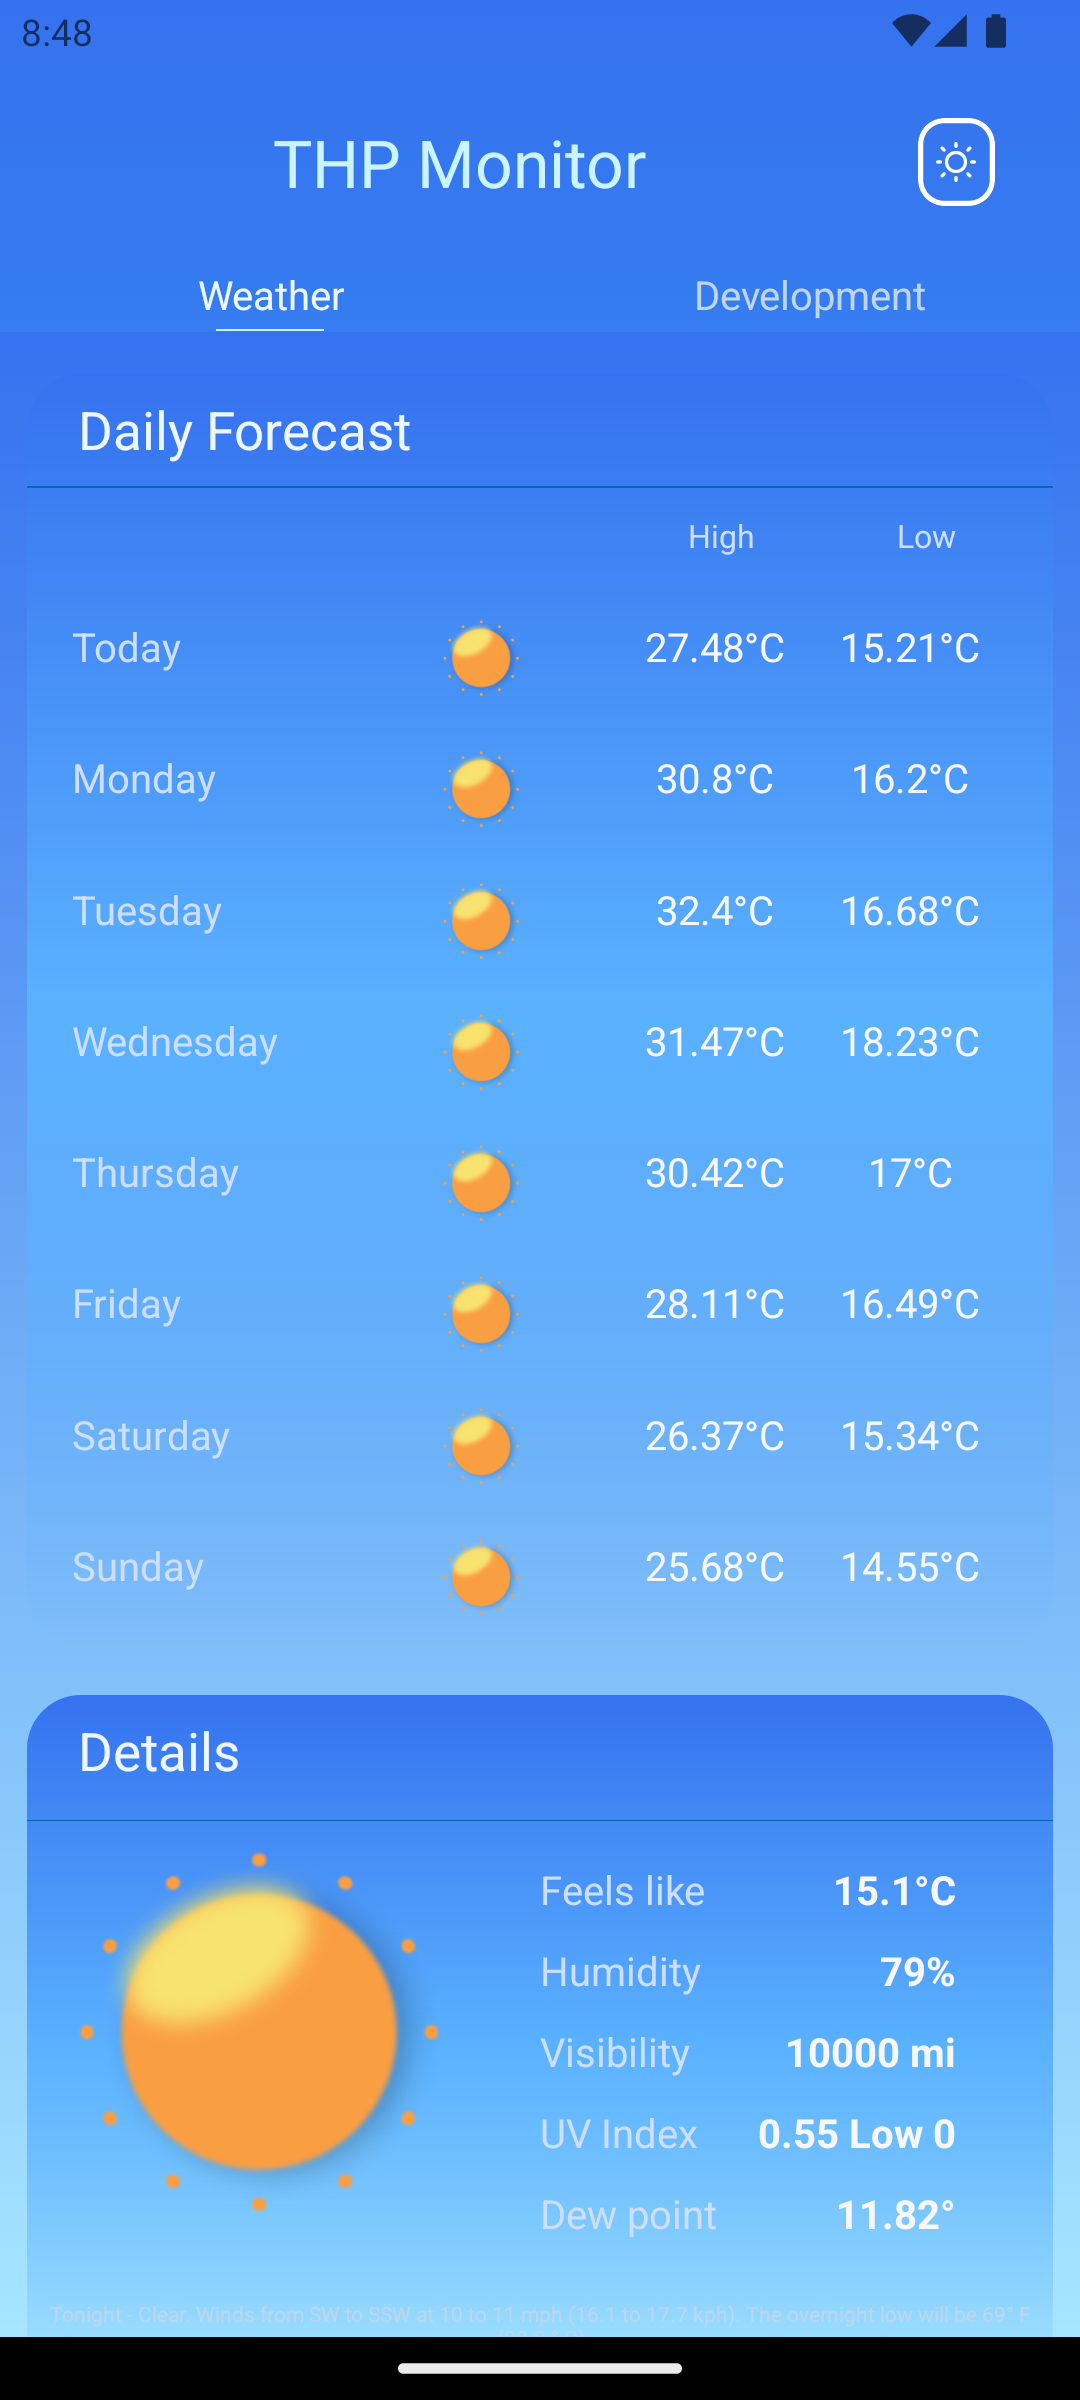 8:48
THP Monitor
Weather Development
Daily Forecast
High Low
Today 27.48°C 15.21°C
Monday 30.8°C 16.2°C
Tuesday 32.4°C 16.68°C
Wednesday 31.47°C 18.23°C
Thursday 30.42°C 17°C
Friday 28.11°C 16.49°C
Saturday 26.37°C 15.34°C
Sunday 25.68°C 14.55°C
Details
Feels like 15.1°C
Humidity 79%
Visibility 10000 mi
UV Index 0.55 Low 0
Dew point 11.82°
Tonight - Clear. Winds from SW to SSW at 10 to 11 mph (16.1 to 17.7 kph). The overnight low will be 69° F